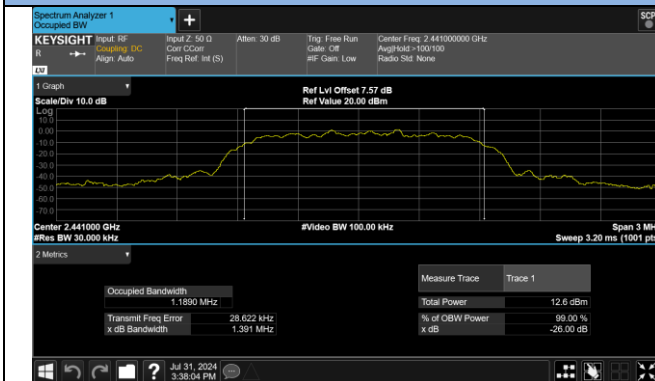 Spectrum Analyzer 1
Occupied BW
+
SCP
KEYSIGHT Input: RF Input Z: 50 Ω Atten: 30 dB Trig: Free Run Center Freq: 2.441000000 GHz
R Coupling: DC Corr CCorr Gate: Off Avg|Hold:>100/100
Align: Auto Freq Ref: Int (S) #IF Gain: Low Radio Std: None
LXI
1 Graph
Ref Lvl Offset 7.57 dB
Scale/Div 10.0 dB Ref Value 20.00 dBm
Log
10.0
0.00
-10.0
-20.0
-30.0
-40.0
-50.0
-60.0
-70.0
Center 2.441000 GHz #Video BW 100.00 kHz Span 3 MH
#Res BW 30.000 kHz Sweep 3.20 ms (1001 pts
2 Metrics
Measure Trace Trace 1
Occupied Bandwidth
1.1890 MHz Total Power 12.6 dBm
Transmit Freq Error 28.622 kHz % of OBW Power 99.00 %
x dB Bandwidth 1.391 MHz x dB -26.00 dB
? Jul 31, 2024
3:38:04 PM